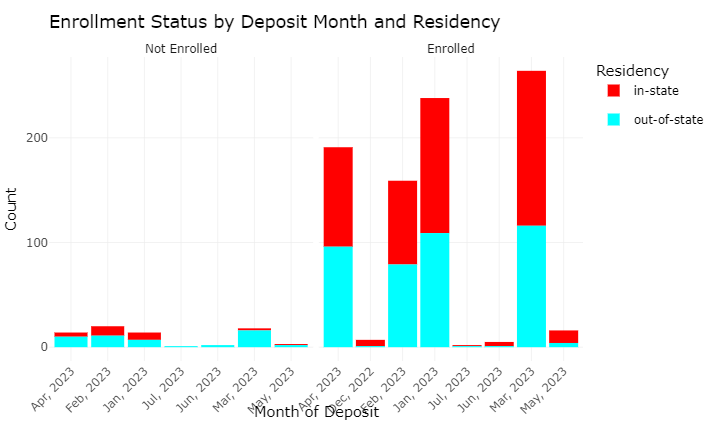 Enrollment Status by Deposit Month and Residency
Not Enrolled
Enrolled
Residency
in-state
out-of-state
Count
200
100
0
Apr, 2023
Feb, 2023
Jan, 2023
Jul, 2023
Jun, 2023
Mar, 2023
May, 2023
Apr, 2023
Dec, 2022
Feb, 2023
Jan, 2023
Jul, 2023
Jun, 2023
Mar, 2023
May, 2023
Month of Deposit